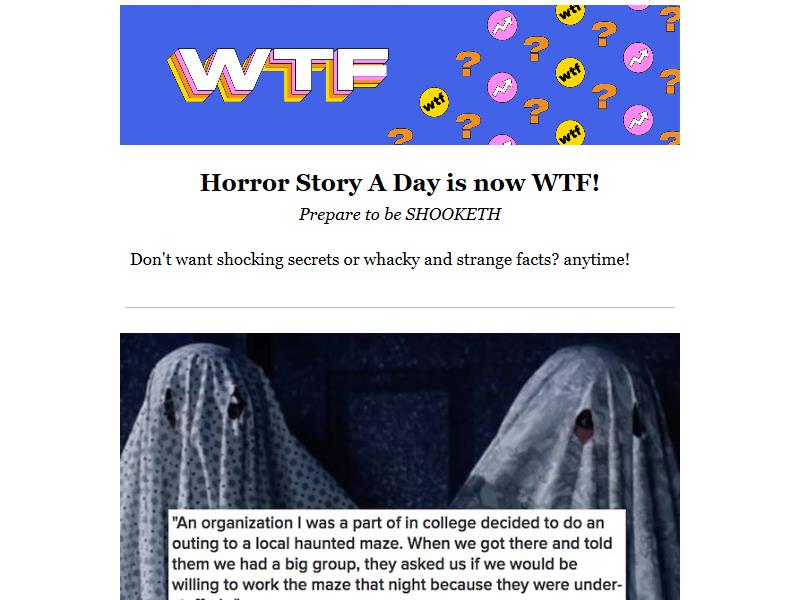 WTF
wtf
wtf
wtf
wtf
Horror Story A Day is now WTF!
Prepare to be SHOOKETH
Don't want shocking secrets or whacky and strange facts? anytime!
"An organization I was a part of in college decided to do an
outing to a local haunted maze. When we got there and told
them we had a big group, they asked us if we would be
willing to work the maze that night because they were under-